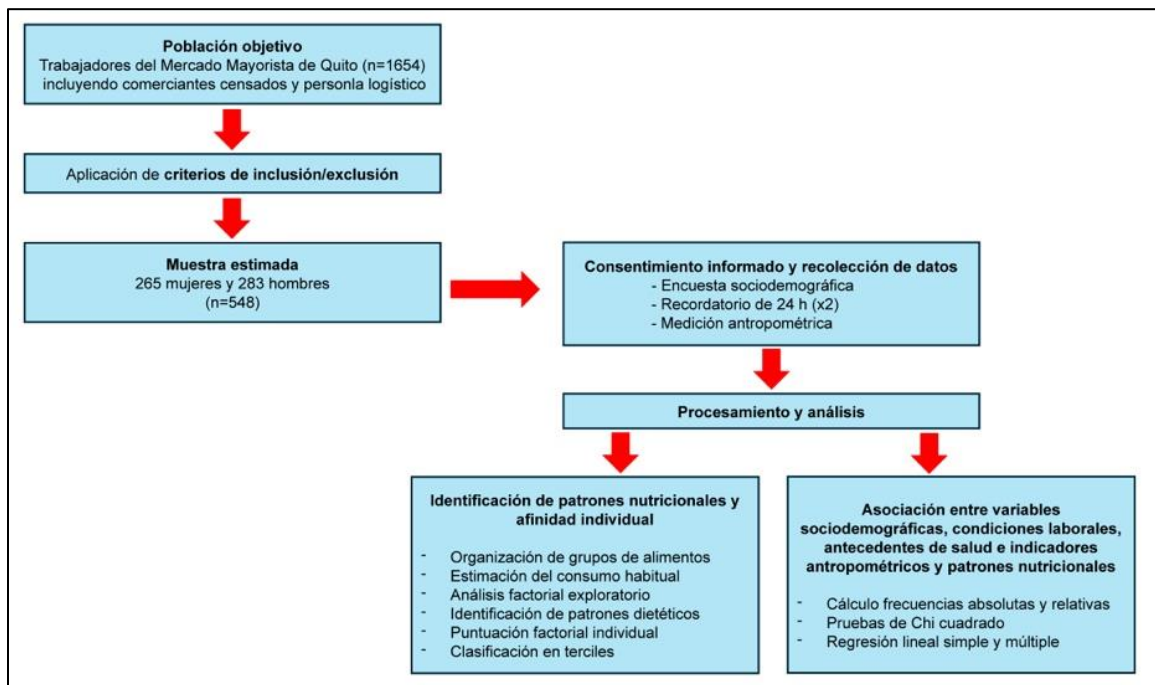 Población objetivo
Trabajadores del Mercado Mayorista de Quito (n=1654)
incluyendo comerciantes censados y personla logístico
Aplicación de criterios de inclusión/exclusión
Muestra estimada
265 mujeres y 283 hombres
(n=548)
Consentimiento informado y recolección de datos
- Encuesta sociodemográfica
- Recordatorio de 24 h (x2)
- Medición antropométrica
Procesamiento y análisis
Identificación de patrones nutricionales y
afinidad individual
- Organización de grupos de alimentos
- Estimación del consumo habitual
- Análisis factorial exploratorio
- Identificación de patrones dietéticos
- Puntuación factorial individual
- Clasificación en terciles
Asociación entre variables
sociodemográficas, condiciones laborales,
antecedentes de salud e indicadores
antropométricos y patrones nutricionales
- Cálculo frecuencias absolutas y relativas
- Pruebas de Chi cuadrado
- Regresión lineal simple y múltiple